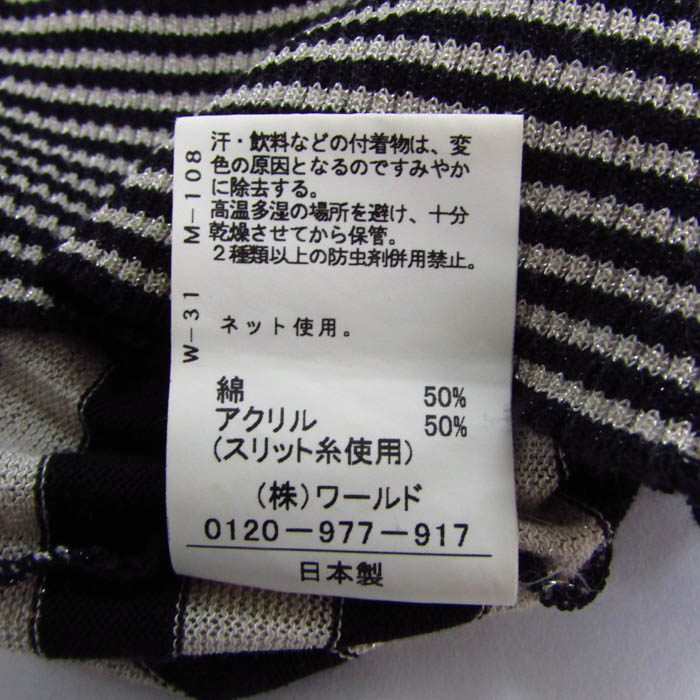 汗・飲料などの付着物は、変
色の原因となるのですみやか
に除去する。
高温多湿の場所を避け、十分
乾燥させてから保管。
2種類以上の防虫剤併用禁止。
ネット使用。
W-31 M-108
綿 50%
アクリル 50%
(スリット糸使用)
(株)ワールド
0120-977-917
日本製